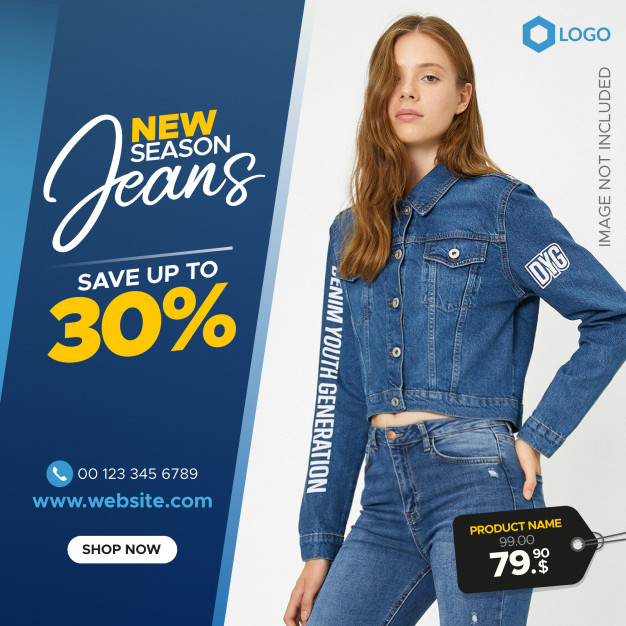 LOGO
IMAGE NOT INCLUDED
NEW
SEASON
Jeans
SAVE UP TO
30%
00 123 345 6789
www.website.com
SHOP NOW
DYG
DENIM YOUTH GENERATION
PRODUCT NAME
99.00
79.90$